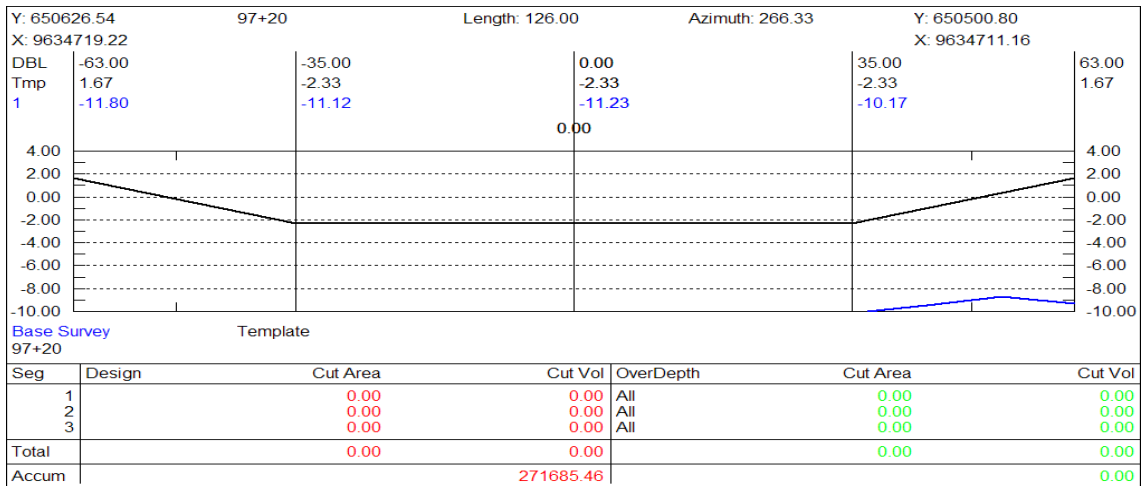 Y: 650626.54 97+20 Length: 126.00 Azimuth: 266.33 Y: 650500.80
X: 9634719.22 X: 9634711.16
DBL -63.00 -35.00 0.00 35.00 63.00
Tmp 1.67 -2.33 -2.33 -2.33 1.67
1 -11.80 -11.12 -11.23 -10.17
0.00
4.00 4.00
2.00 2.00
0.00 0.00
-2.00 -2.00
-4.00 -4.00
-6.00 -6.00
-8.00 -8.00
-10.00 -10.00
Base Survey Template
97+20
Seg Design Cut Area Cut Vol OverDepth Cut Area Cut Vol
1 0.00 0.00 All 0.00 0.00
2 0.00 0.00 All 0.00 0.00
3 0.00 0.00 All 0.00 0.00
Total 0.00 0.00 0.00 0.00
Accum 271685.46 0.00